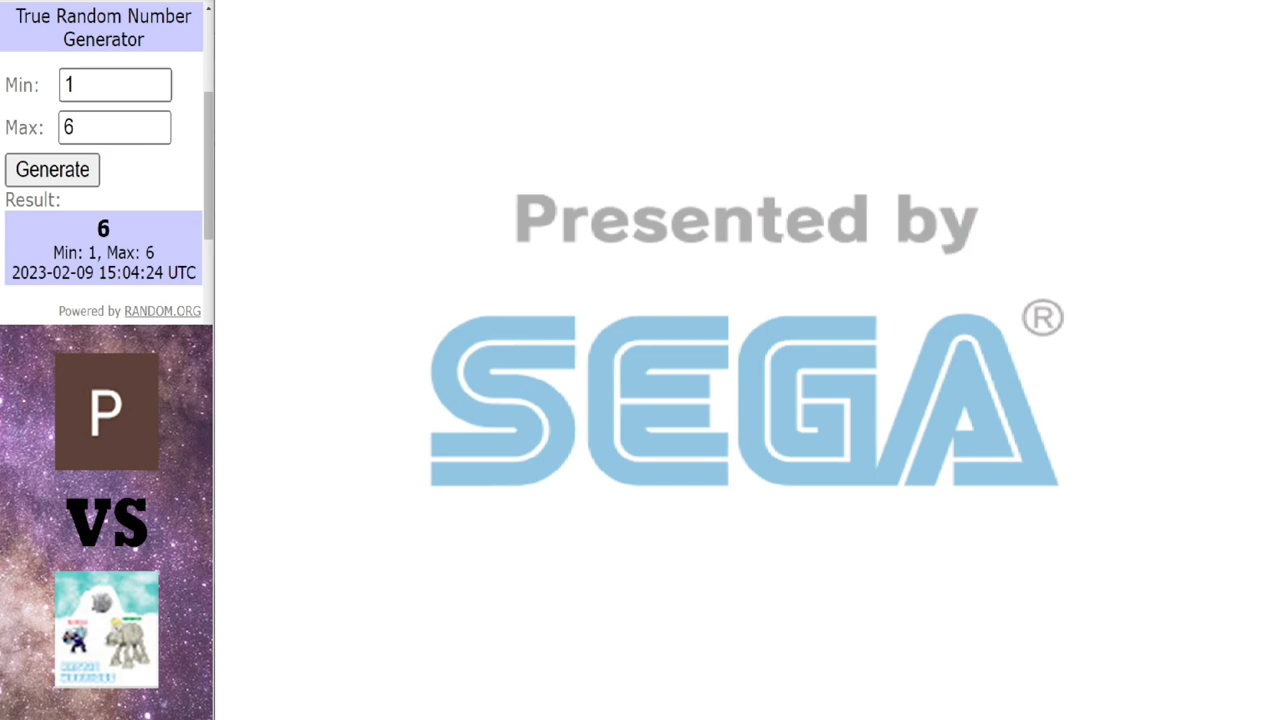 True Random Number
Generator
Min: 1
Max: 6
Generate
Result:
6
Min: 1, Max: 6
2023-02-09 15:04:24 UTC
Powered by RANDOM.ORG
P
VS
Presented by
SEGA®